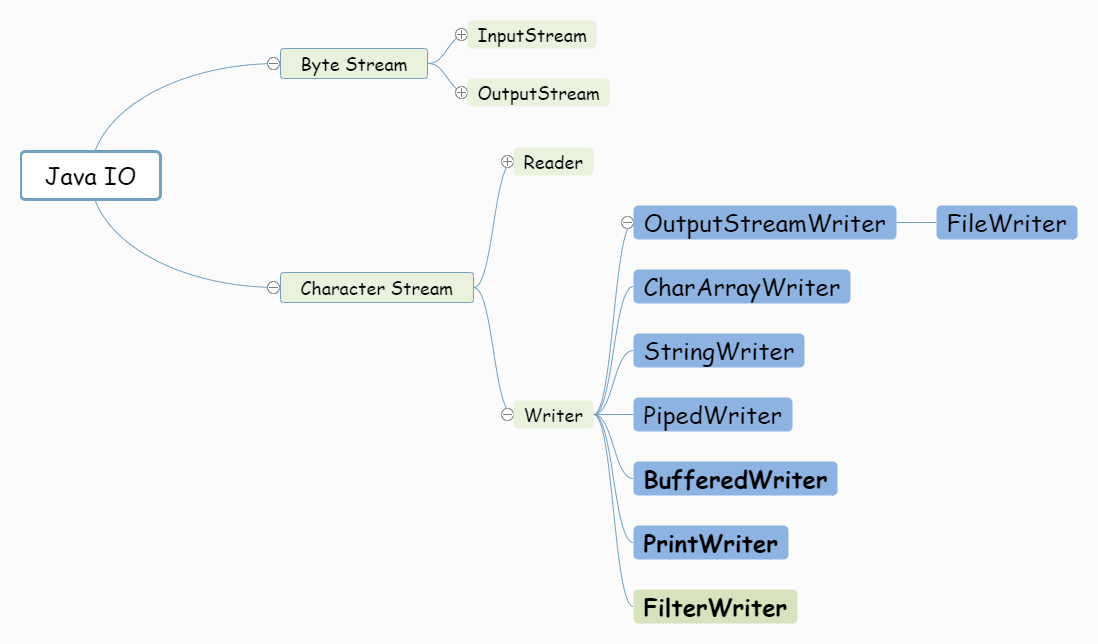 Java IO
Byte Stream
InputStream
OutputStream
Character Stream
Reader
Writer
OutputStreamWriter
FileWriter
CharArrayWriter
StringWriter
PipedWriter
BufferedWriter
PrintWriter
FilterWriter